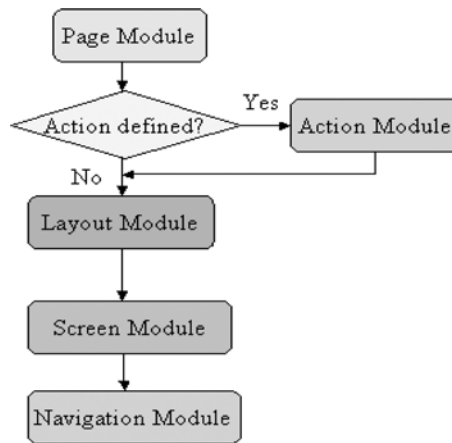 Page Module
Action defined?
Yes
Action Module
No
Layout Module
Screen Module
Navigation Module